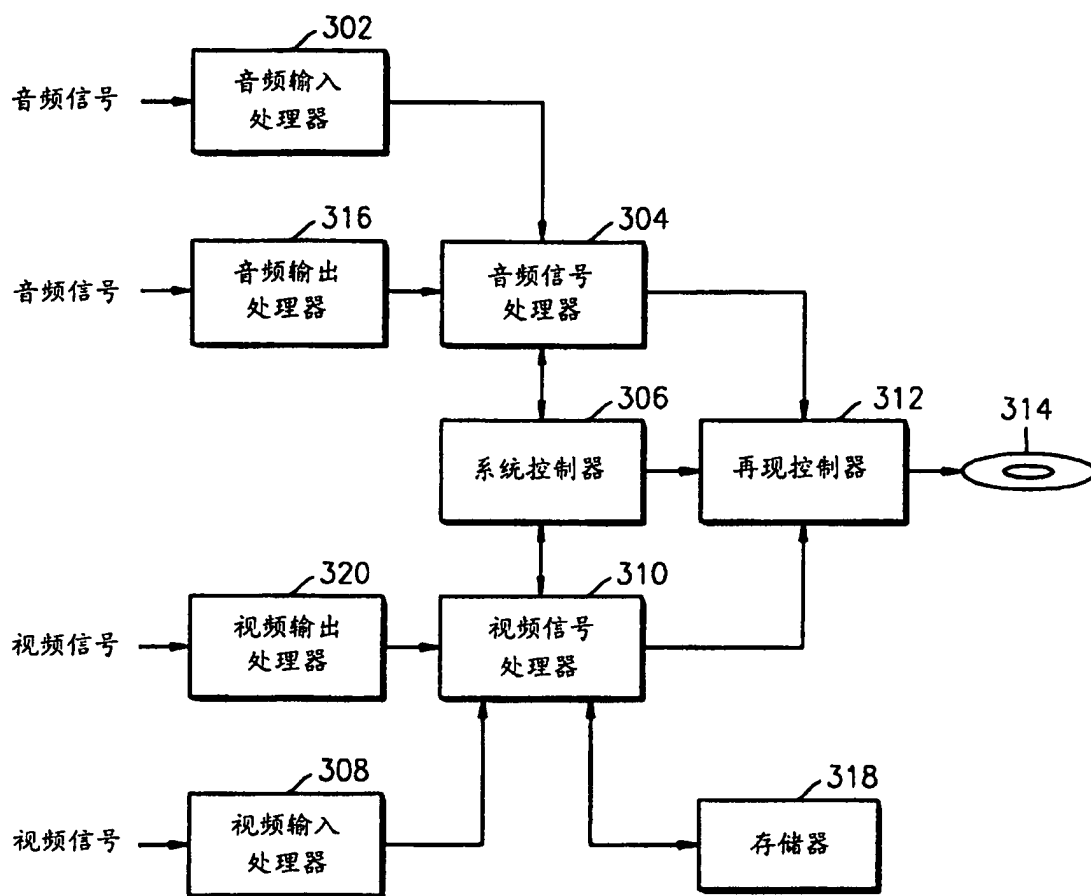 302
音频信号
音频输入
处理器
316
304
音频信号
音频输出
处理器
音频信号
处理器
306
312
314
系统控制器
再现控制器
320
310
视频信号
视频输出
处理器
视频信号
处理器
308
318
视频信号
视频输入
处理器
存储器